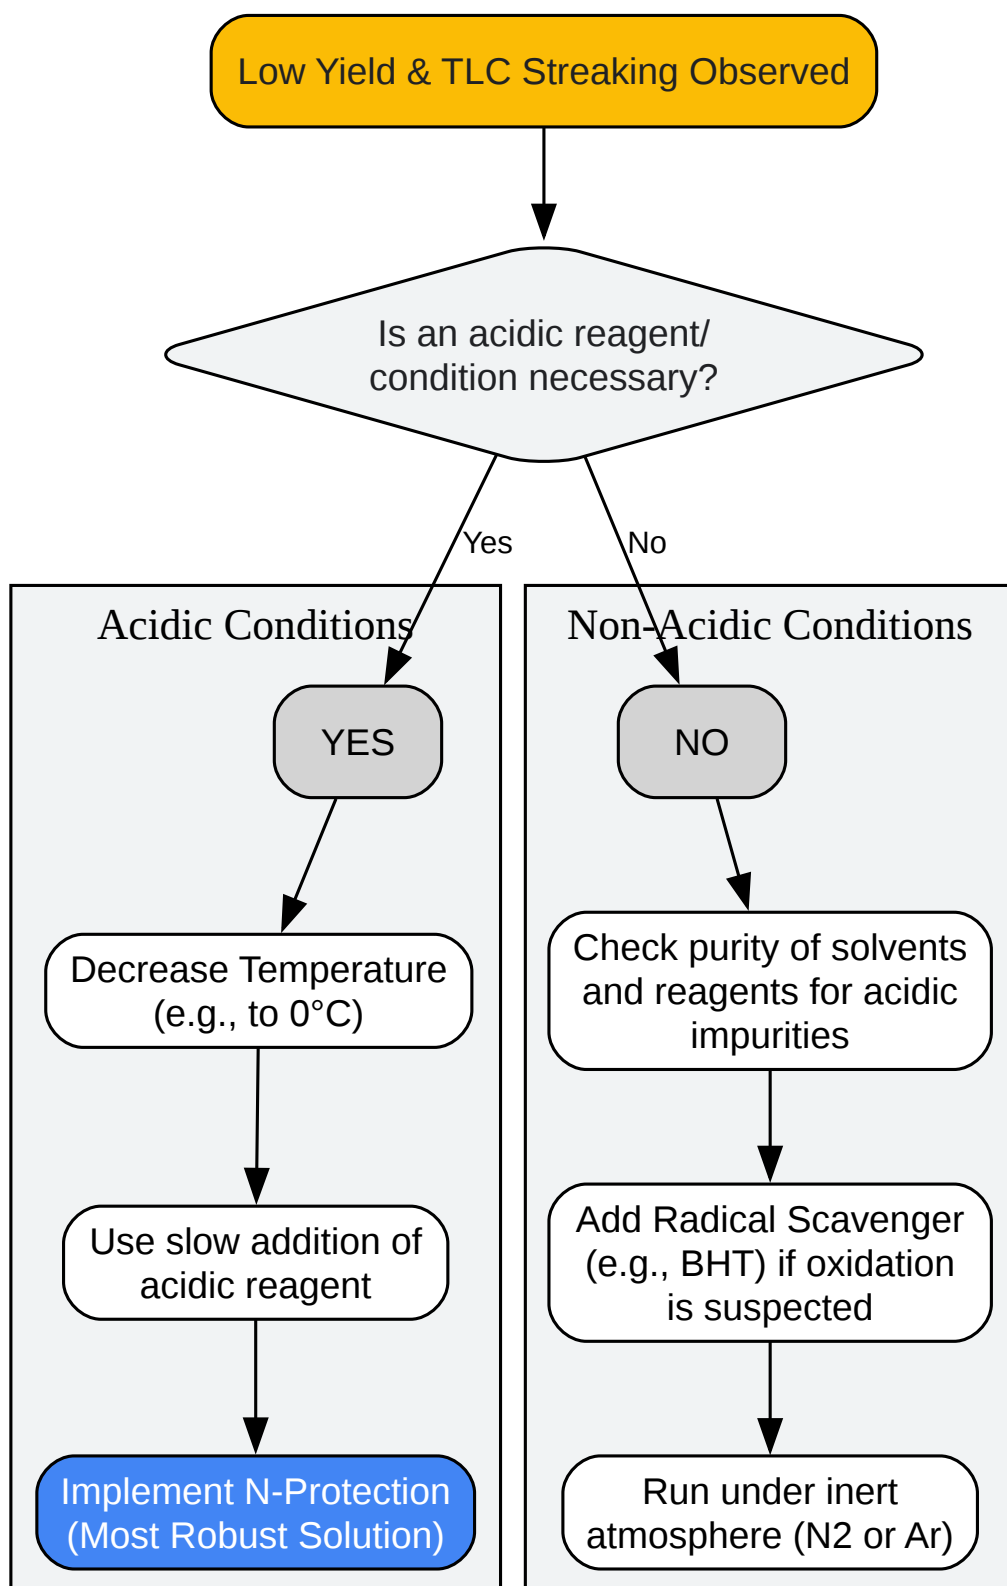 Low Yield & TLC Streaking Observed
Is an acidic reagent/
condition necessary?
Yes
No
Acidic Conditions
YES
Decrease Temperature
(e.g., to 0°C)
Use slow addition of
acidic reagent
Implement N-Protection
(Most Robust Solution)
Non-Acidic Conditions
NO
Check purity of solvents
and reagents for acidic
impurities
Add Radical Scavenger
(e.g., BHT) if oxidation
is suspected
Run under inert
atmosphere (N2 or Ar)